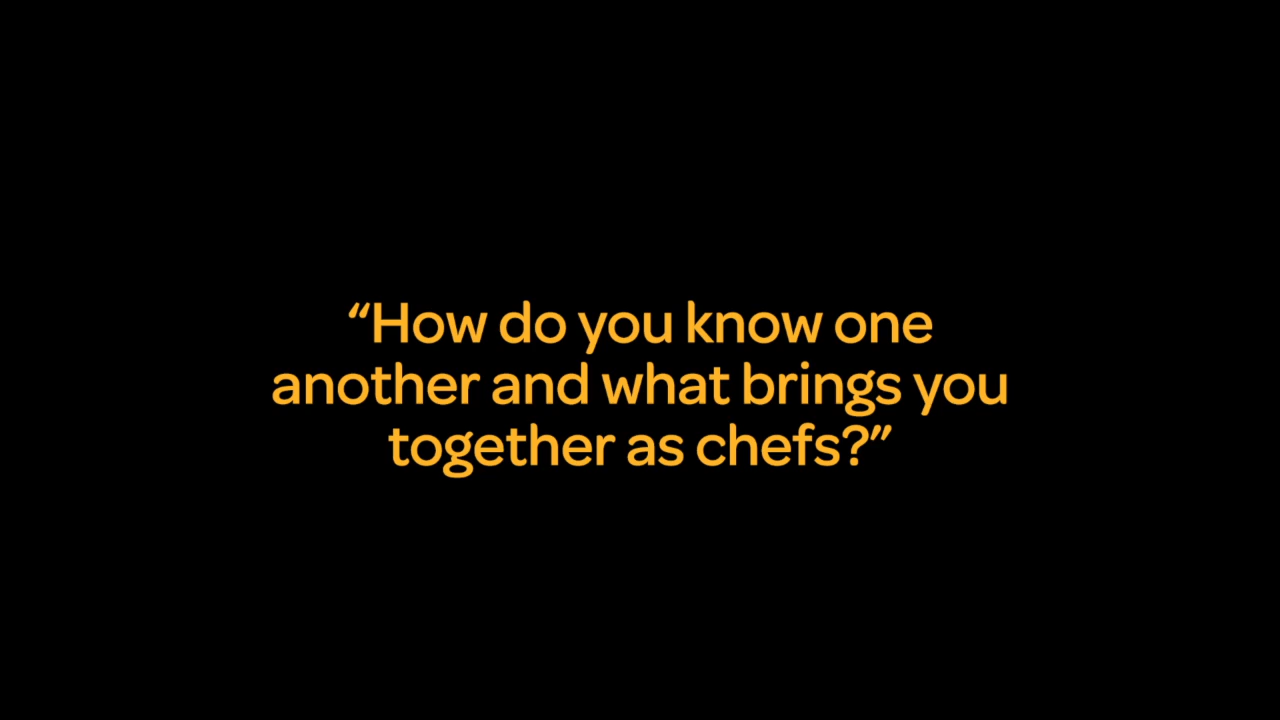 “How do you know one
another and what brings you
together as chefs?”